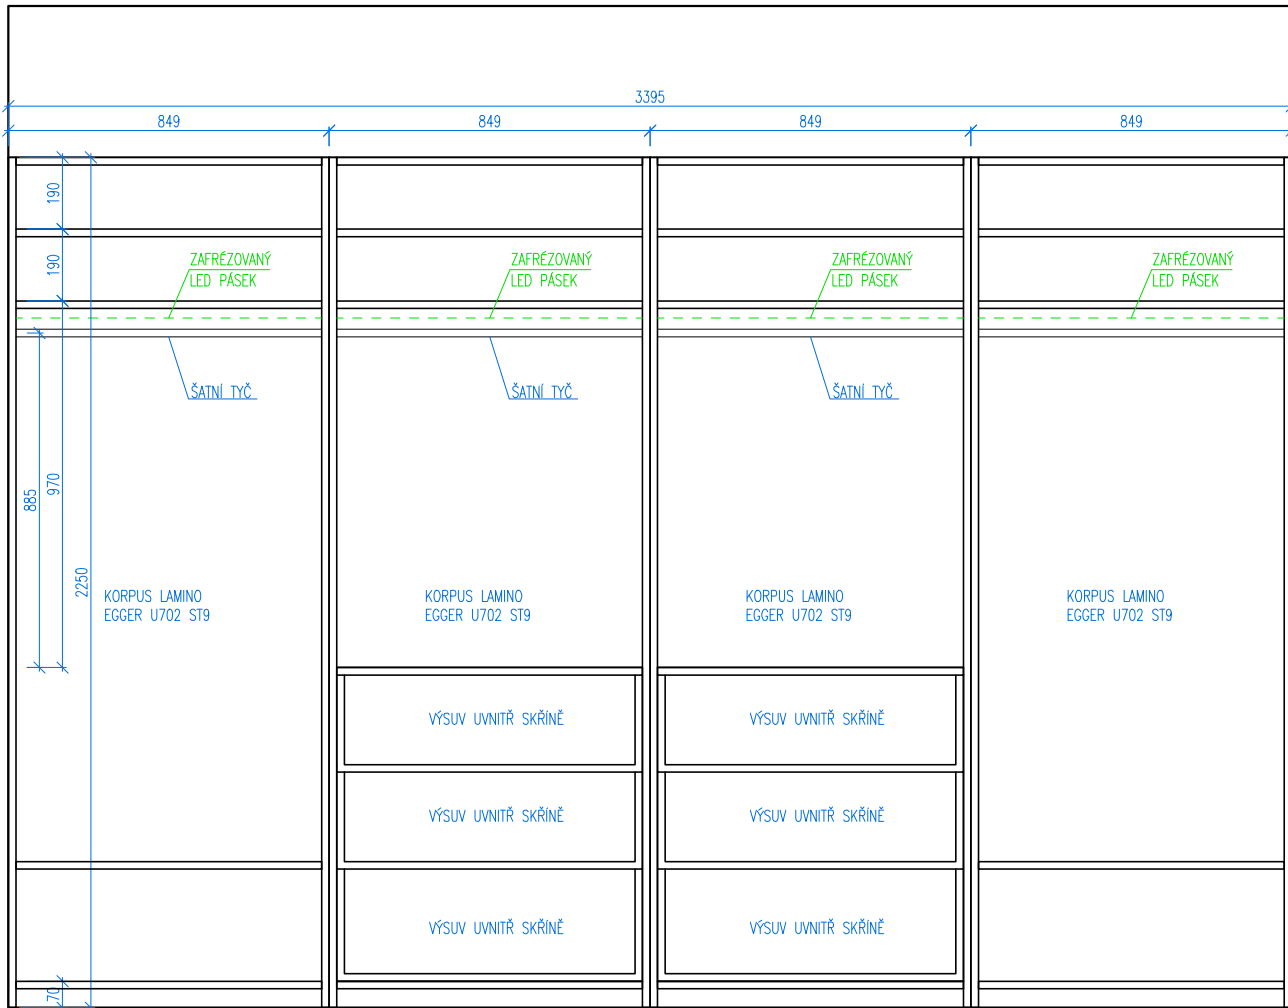 3395
849
849
849
849
190
190
ZAFRÉZOVANÝ
LED PÁSEK
ZAFRÉZOVANÝ
LED PÁSEK
ZAFRÉZOVANÝ
LED PÁSEK
ZAFRÉZOVANÝ
LED PÁSEK
ŠATNÍ TYČ
ŠATNÍ TYČ
ŠATNÍ TYČ
885
970
2250
KORPUS LAMINO
EGGER U702 ST9
KORPUS LAMINO
EGGER U702 ST9
KORPUS LAMINO
EGGER U702 ST9
KORPUS LAMINO
EGGER U702 ST9
VÝSUV UVNITŘ SKŘÍNĚ
VÝSUV UVNITŘ SKŘÍNĚ
VÝSUV UVNITŘ SKŘÍNĚ
VÝSUV UVNITŘ SKŘÍNĚ
VÝSUV UVNITŘ SKŘÍNĚ
VÝSUV UVNITŘ SKŘÍNĚ
70